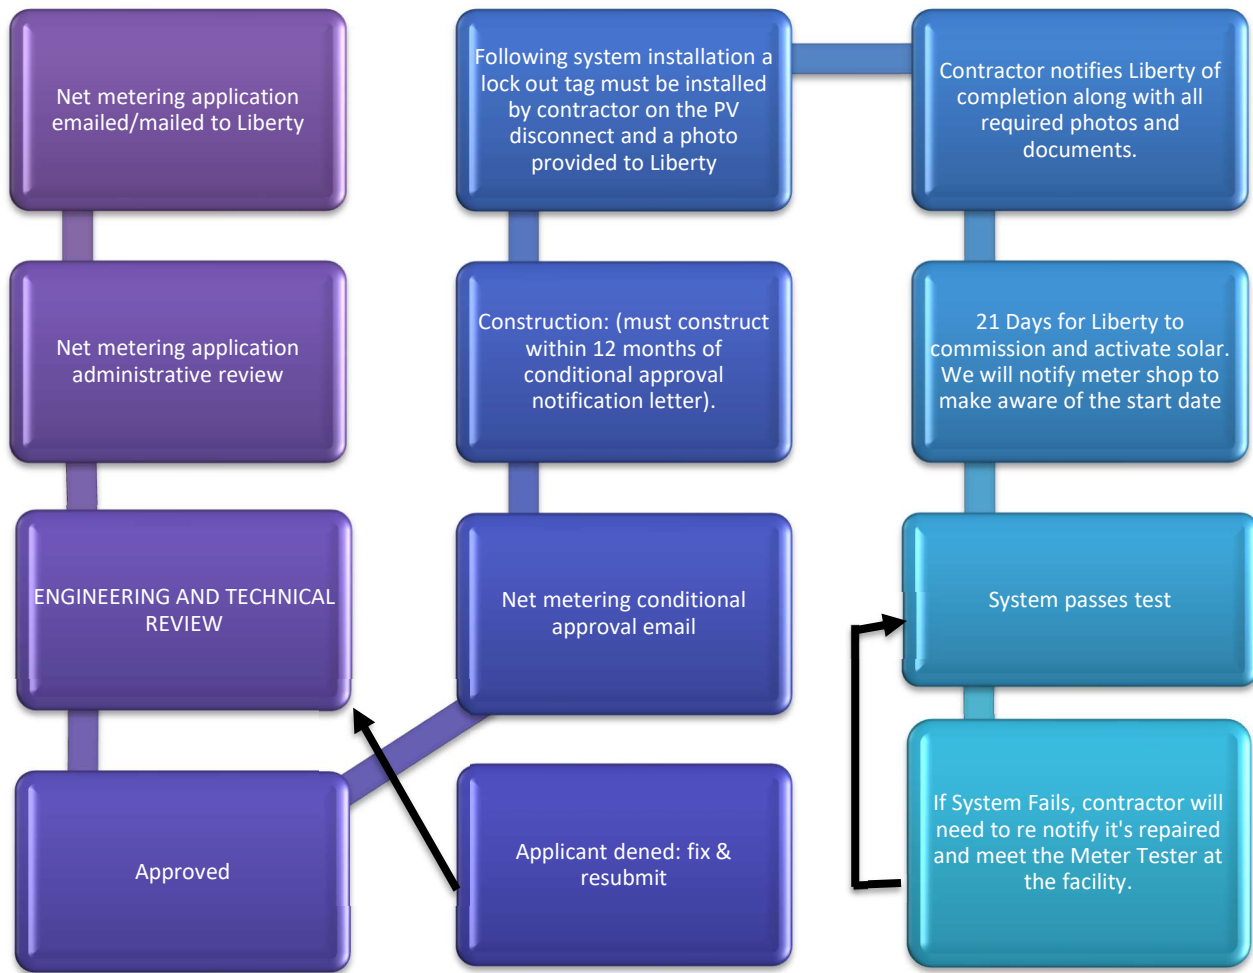 Net metering application
emailed/mailed to Liberty
Net metering application
administrative review
ENGINEERING AND TECHNICAL
REVIEW
Approved
Applicant dened: fix &
resubmit
Net metering conditional
approval email
Construction: (must construct
within 12 months of
conditional approval
notification letter).
Following system installation a
lock out tag must be installed
by contractor on the PV
disconnect and a photo
provided to Liberty
Contractor notifies Liberty of
completion along with all
required photos and
documents.
21 Days for Liberty to
commission and activate solar.
We will notify meter shop to
make aware of the start date
System passes test
If System Fails, contractor will
need to re notify it's repaired
and meet the Meter Tester at
the facility.